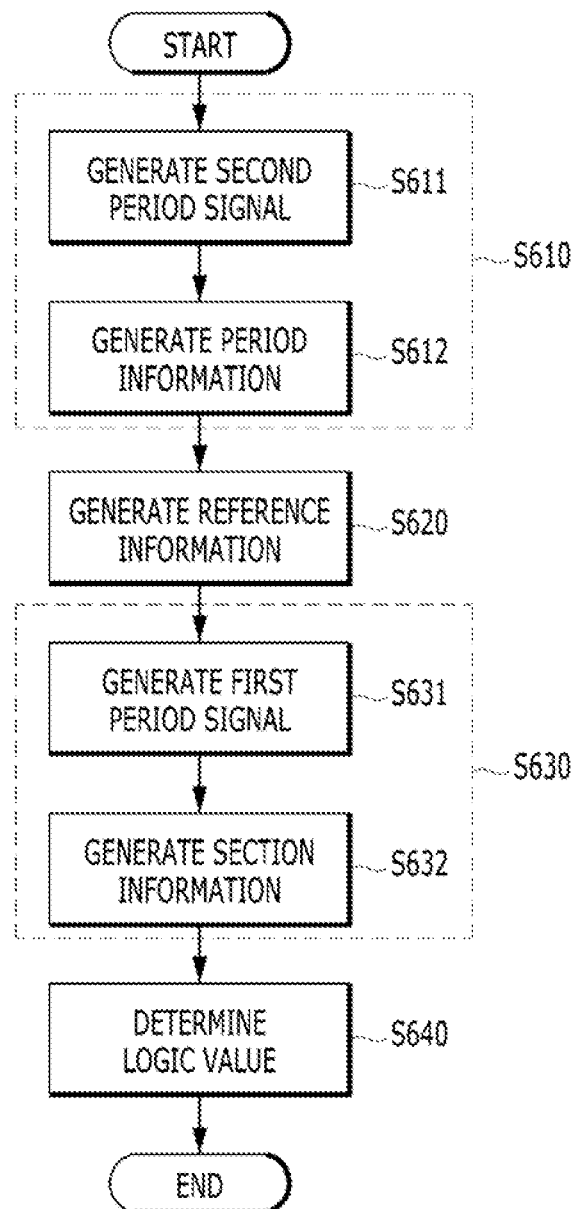 START
GENERATE SECOND
PERIOD SIGNAL
S611
S610
GENERATE PERIOD
INFORMATION
S612
GENERATE REFERENCE
INFORMATION
S620
GENERATE FIRST
PERIOD SIGNAL
S631
S630
GENERATE SECTION
INFORMATION
S632
DETERMINE
LOGIC VALUE
S640
END